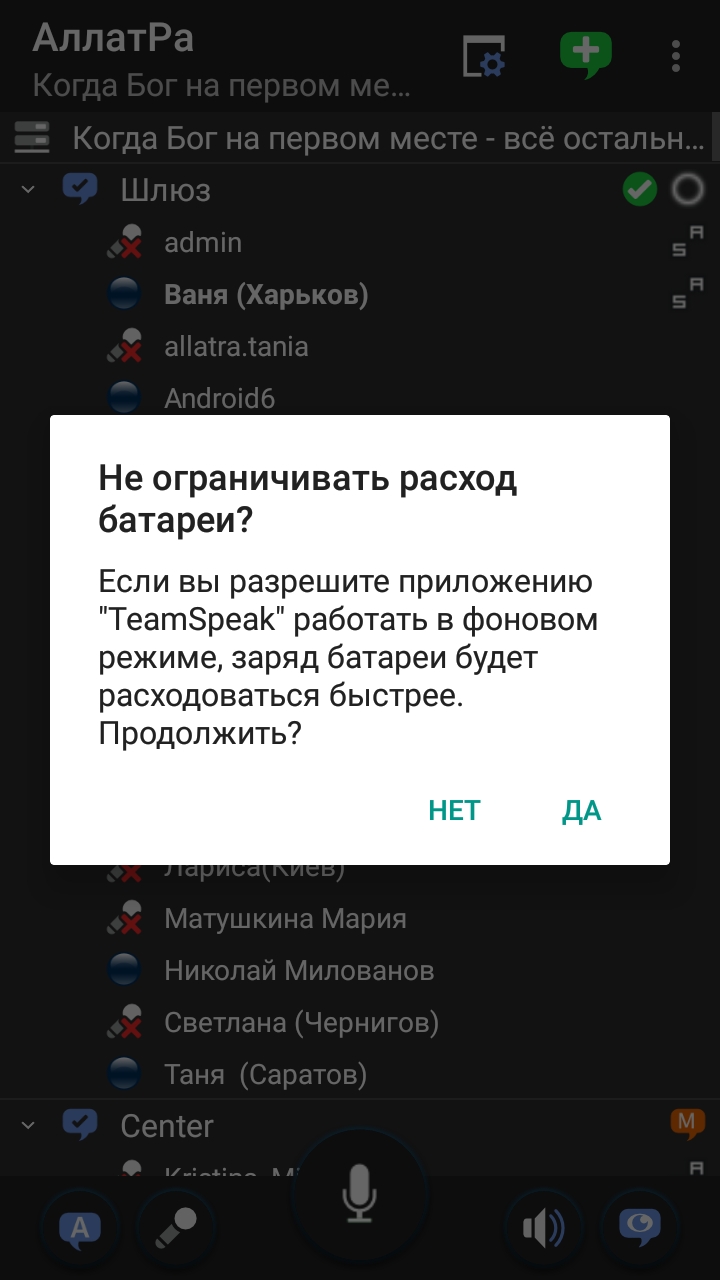 АллатРа
Когда Бог на первом ме...
Когда Бог на первом месте - всё остальн...
Шлюз
admin
A
S
Ваня (Харьков)
A
S
allatra.tania
Android6
Не ограничивать расход
батареи?
Если вы разрешите приложению
"TeamSpeak" работать в фоновом
режиме, заряд батареи будет
расходоваться быстрее.
Продолжить?
НЕТ ДА
Лариса(Киев)
Матушкина Мария
Николай Милованов
Светлана (Чернигов)
Таня (Саратов)
Center
M
A
A